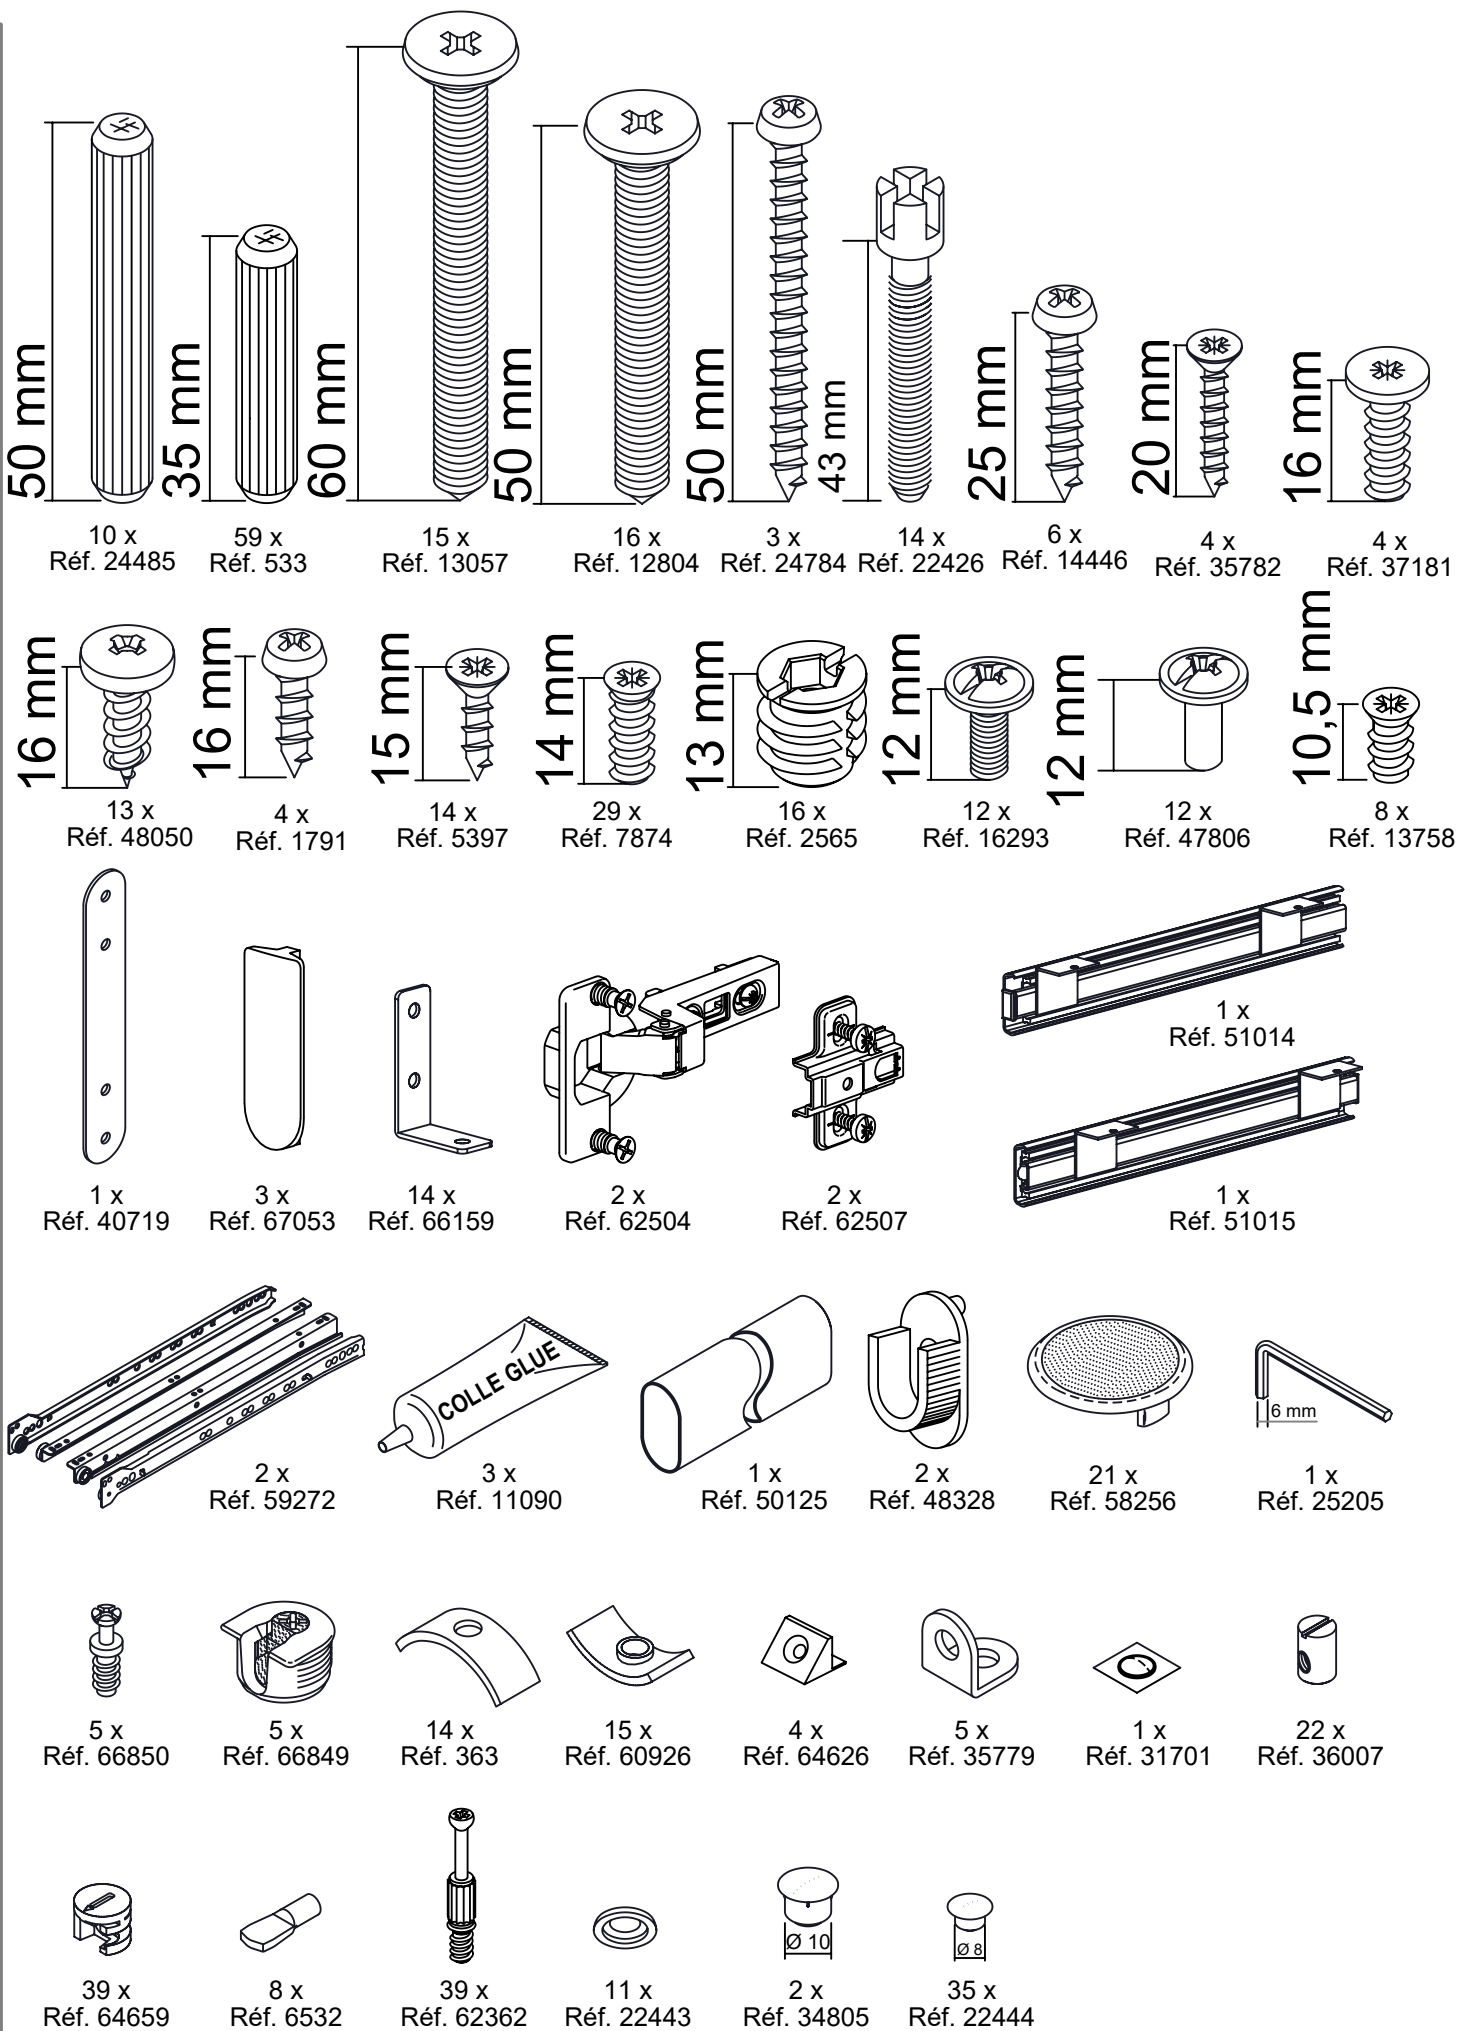 50 mm
10 x
Réf. 24485
35 mm
59 x
Réf. 533
60 mm
15 x
Réf. 13057
50 mm
16 x
Réf. 12804
50 mm
3 x
Réf. 24784
43 mm
14 x
Réf. 22426
25 mm
6 x
Réf. 14446
20 mm
4 x
Réf. 35782
16 mm
4 x
Réf. 37181
16 mm
13 x
Réf. 48050
16 mm
4 x
Réf. 1791
15 mm
14 x
Réf. 5397
14 mm
29 x
Réf. 7874
13 mm
16 x
Réf. 2565
12 mm
12 x
Réf. 16293
12 mm
12 x
Réf. 47806
10,5 mm
8 x
Réf. 13758
1 x
Réf. 40719
3 x
Réf. 67053
14 x
Réf. 66159
2 x
Réf. 62504
2 x
Réf. 62507
1 x
Réf. 51014
1 x
Réf. 51015
2 x
Réf. 59272
COLLE GLUE
3 x
Réf. 11090
1 x
Réf. 50125
2 x
Réf. 48328
21 x
Réf. 58256
6 mm
1 x
Réf. 25205
5 x
Réf. 66850
5 x
Réf. 66849
14 x
Réf. 363
15 x
Réf. 60926
4 x
Réf. 64626
5 x
Réf. 35779
1 x
Réf. 31701
22 x
Réf. 36007
39 x
Réf. 64659
8 x
Réf. 6532
39 x
Réf. 62362
11 x
Réf. 22443
Ø 10
2 x
Réf. 34805
Ø 8
35 x
Réf. 22444